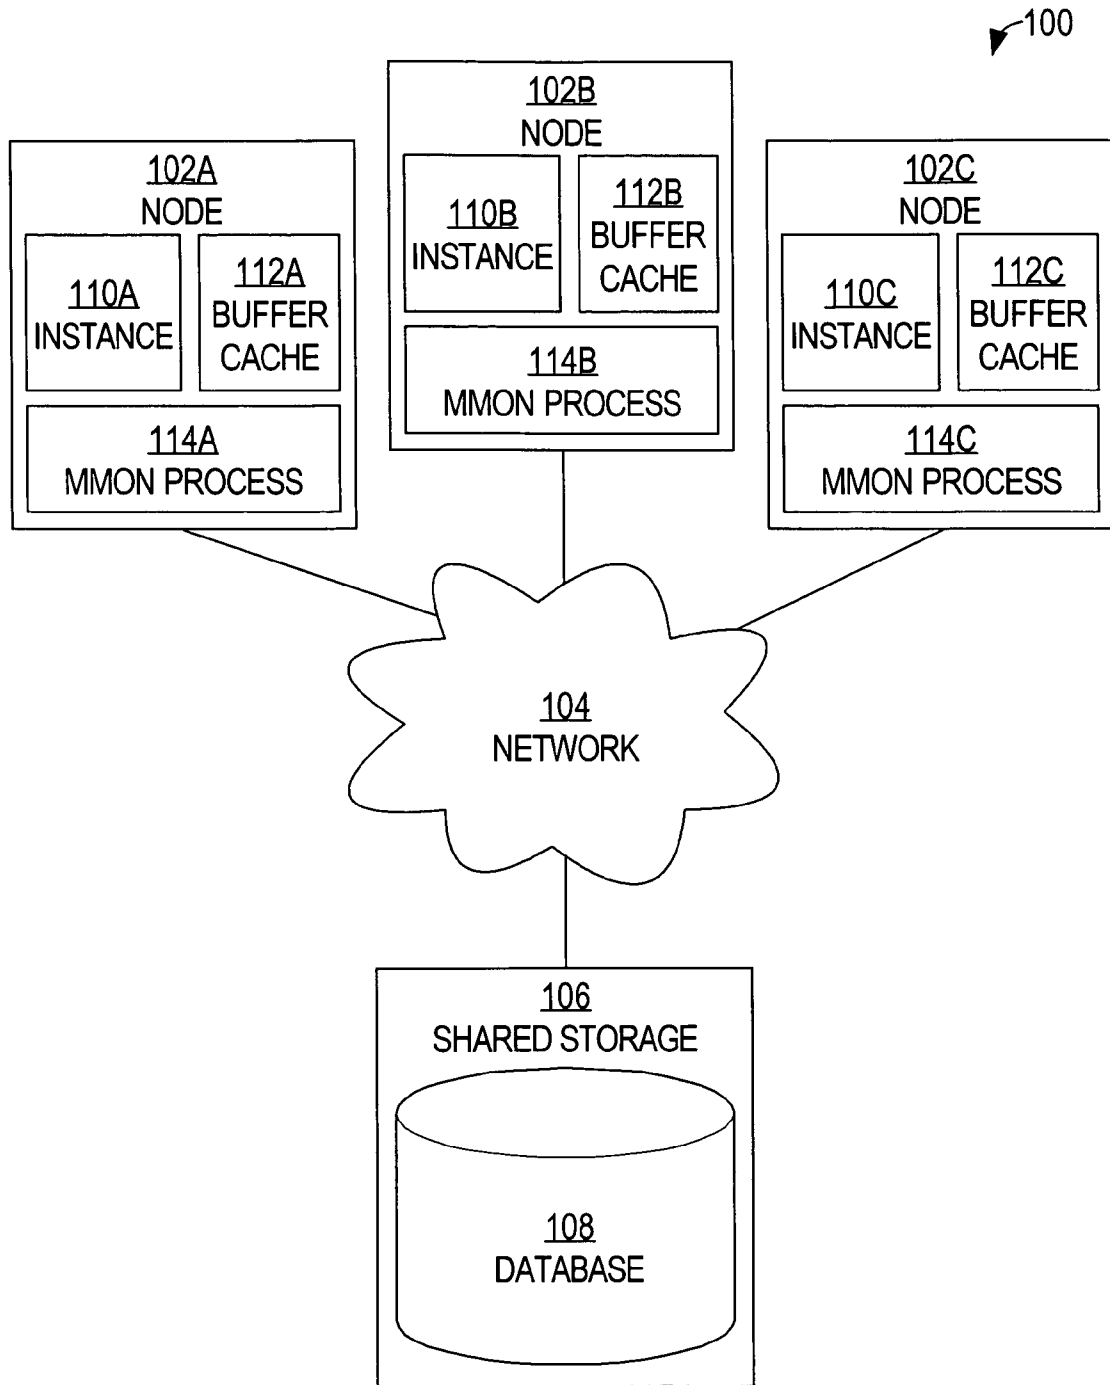 100
102B
NODE
110B
INSTANCE
112B
BUFFER
CACHE
114B
MMON PROCESS
102A
NODE
110A
INSTANCE
112A
BUFFER
CACHE
114A
MMON PROCESS
102C
NODE
110C
INSTANCE
112C
BUFFER
CACHE
114C
MMON PROCESS
104
NETWORK
106
SHARED STORAGE
108
DATABASE